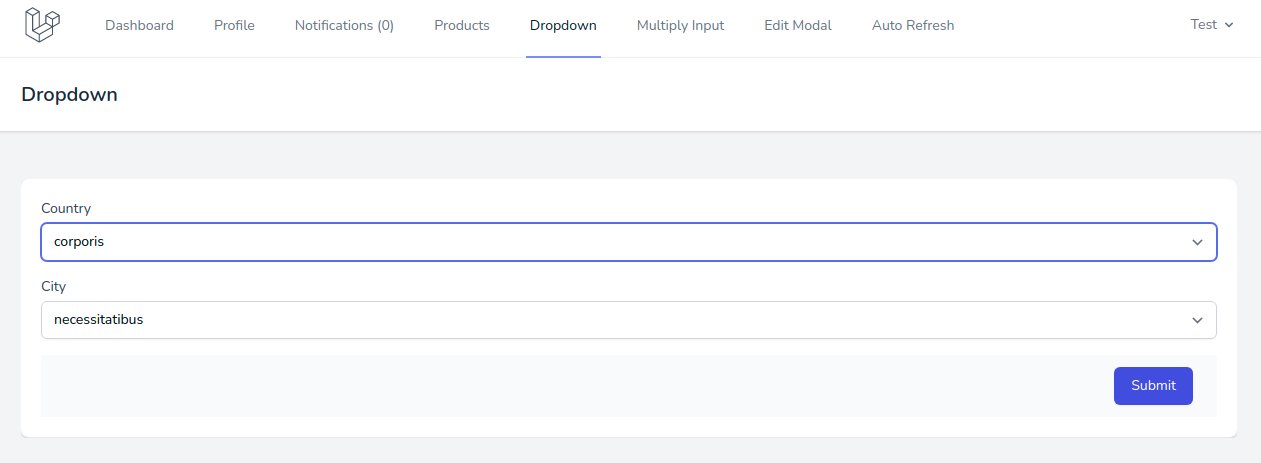 Dashboard Profile Notifications (0) Products Dropdown Multiply Input Edit Modal Auto Refresh Test
Dropdown
Country
corporis
City
necessitatibus
Submit